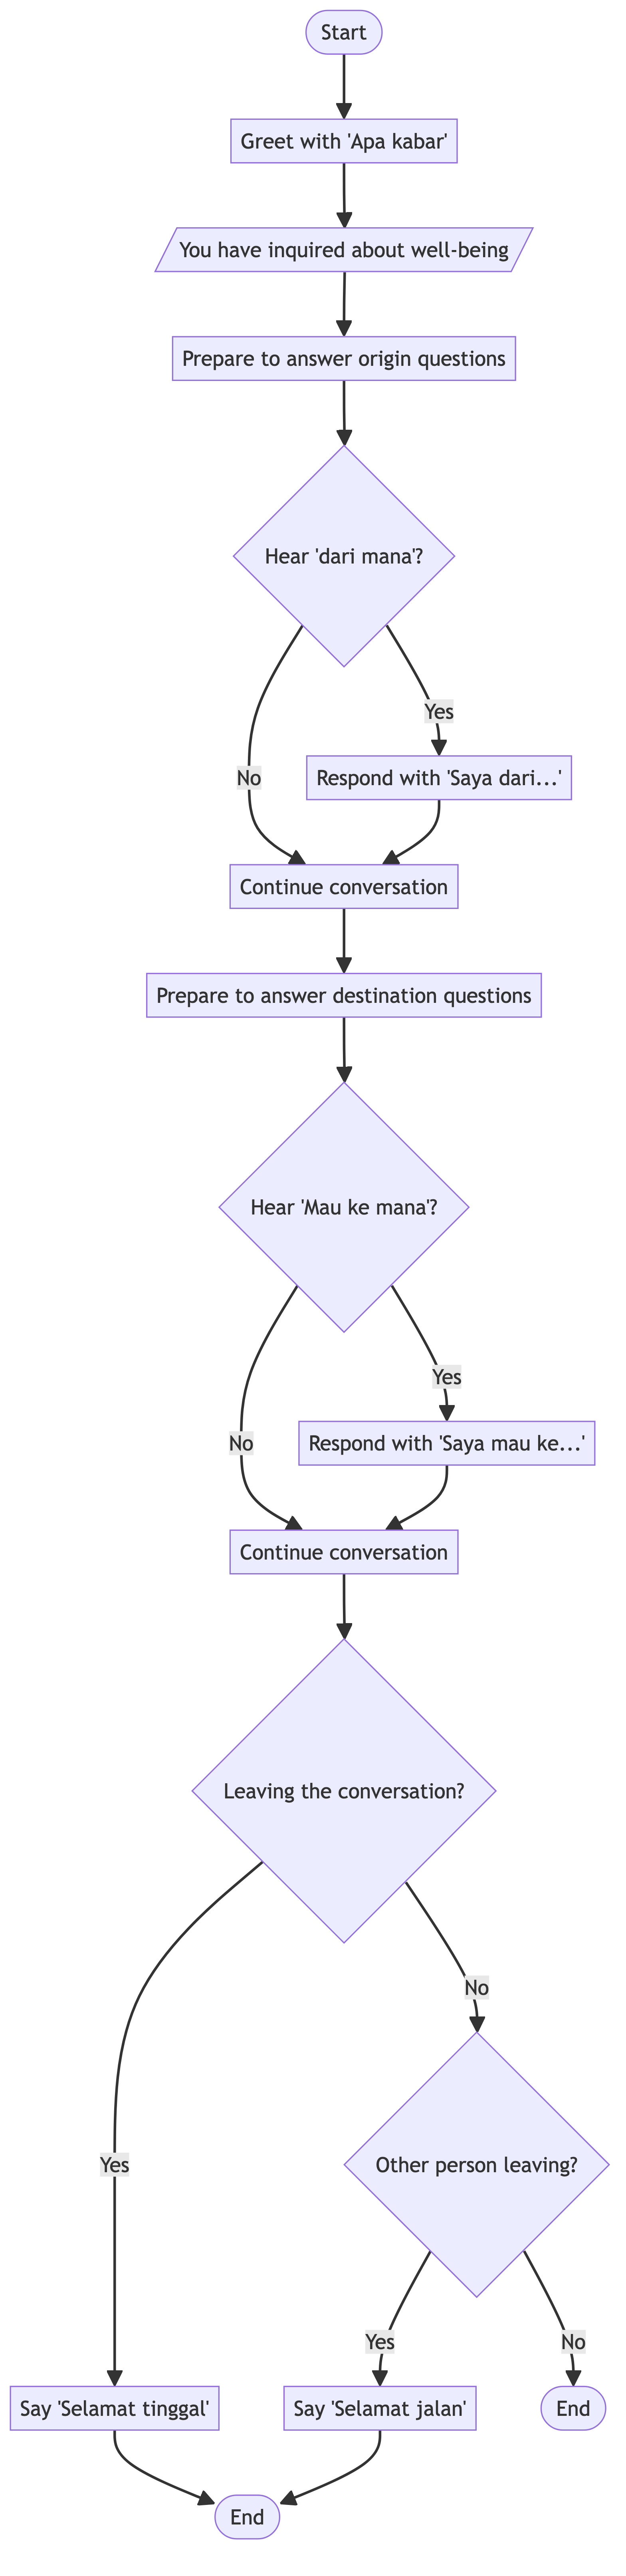 Start
Greet with 'Apa kabar'
You have inquired about well-being
Prepare to answer origin questions
Hear 'dari mana'?
Yes
No
Respond with 'Saya dari...'
Continue conversation
Prepare to answer destination questions
Hear 'Mau ke mana'?
Yes
No
Respond with 'Saya mau ke...'
Continue conversation
Leaving the conversation?
No
Yes
Other person leaving?
Yes
No
Say 'Selamat tinggal'
Say 'Selamat jalan'
End
End